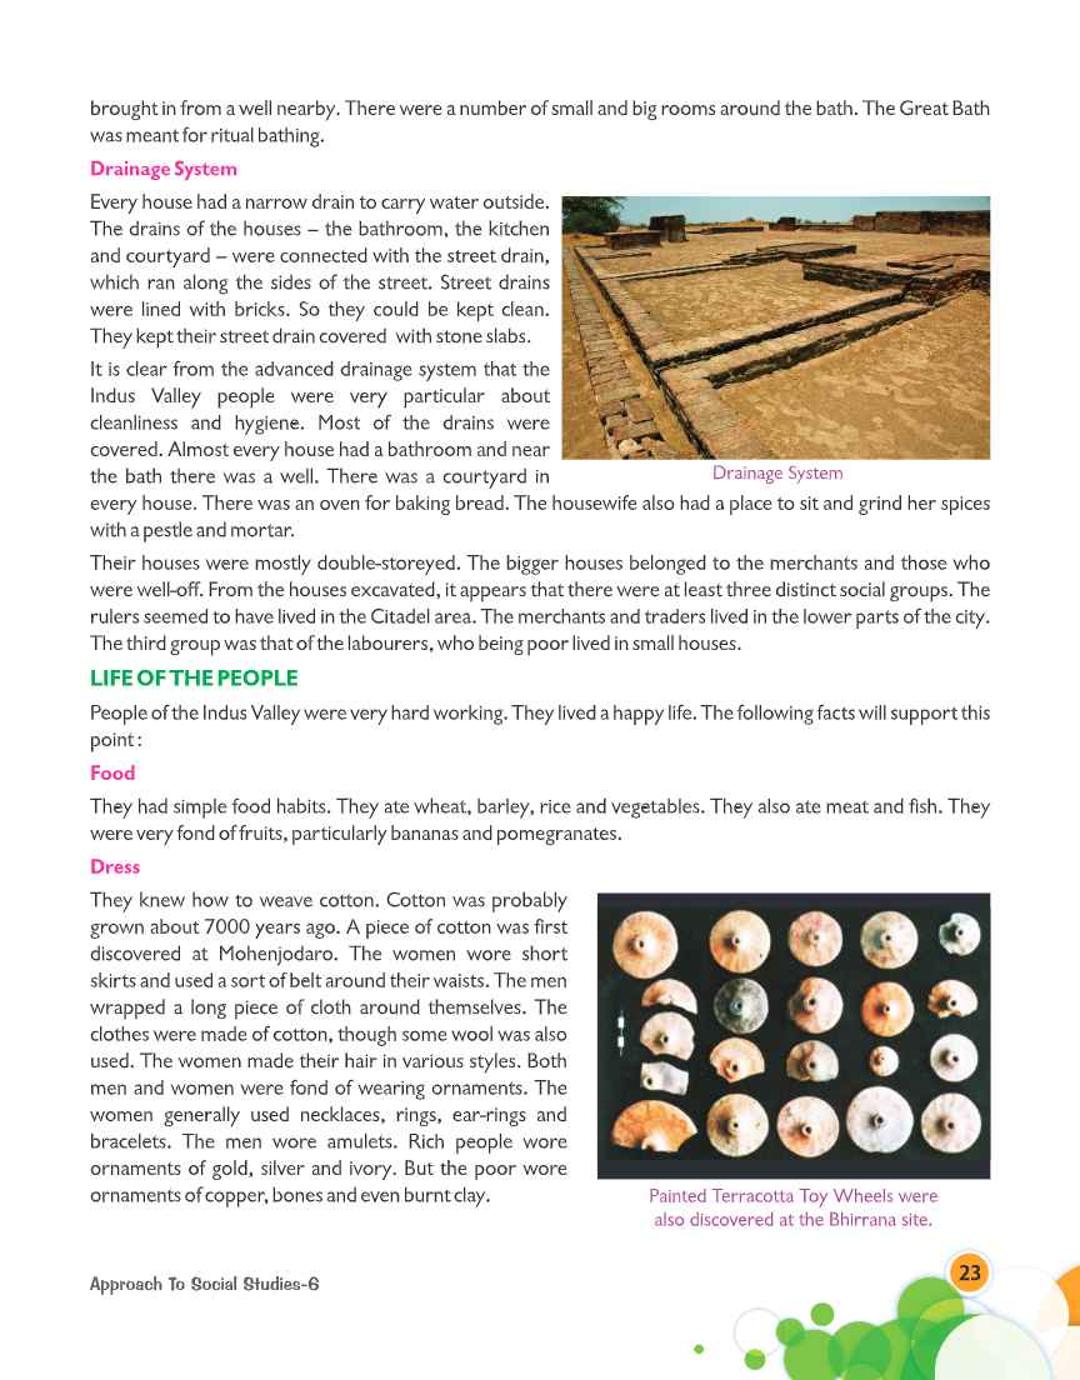 brought in from a well nearby. There were a number of small and big rooms around the bath. The Great Bath
was meant for ritual bathing.
Drainage System
Every house had a narrow drain to carry water outside.
The drains of the houses – the bathroom, the kitchen
and courtyard – were connected with the street drain,
which ran along the sides of the street. Street drains
were lined with bricks. So they could be kept clean.
They kept their street drain covered with stone slabs.
It is clear from the advanced drainage system that the
Indus Valley people were very particular about
cleanliness and hygiene. Most of the drains were
covered. Almost every house had a bathroom and near
the bath there was a well. There was a courtyard in
Drainage System
every house. There was an oven for baking bread. The housewife also had a place to sit and grind her spices
with a pestle and mortar.
Their houses were mostly double-storeyed. The bigger houses belonged to the merchants and those who
were well-off. From the houses excavated, it appears that there were at least three distinct social groups. The
rulers seemed to have lived in the Citadel area. The merchants and traders lived in the lower parts of the city.
The third group was that of the labourers, who being poor lived in small houses.
LIFE OF THE PEOPLE
People of the Indus Valley were very hard working. They lived a happy life. The following facts will support this
point :
Food
They had simple food habits. They ate wheat, barley, rice and vegetables. They also ate meat and fish. They
were very fond of fruits, particularly bananas and pomegranates.
Dress
They knew how to weave cotton. Cotton was probably
grown about 7000 years ago. A piece of cotton was first
discovered at Mohenjodaro. The women wore short
skirts and used a sort of belt around their waists. The men
wrapped a long piece of cloth around themselves. The
clothes were made of cotton, though some wool was also
used. The women made their hair in various styles. Both
men and women were fond of wearing ornaments. The
women generally used necklaces, rings, ear-rings and
bracelets. The men wore amulets. Rich people wore
ornaments of gold, silver and ivory. But the poor wore
ornaments of copper, bones and even burnt clay.
Painted Terracotta Toy Wheels were
also discovered at the Bhirrana site.
Approach To Social Studies-6
23